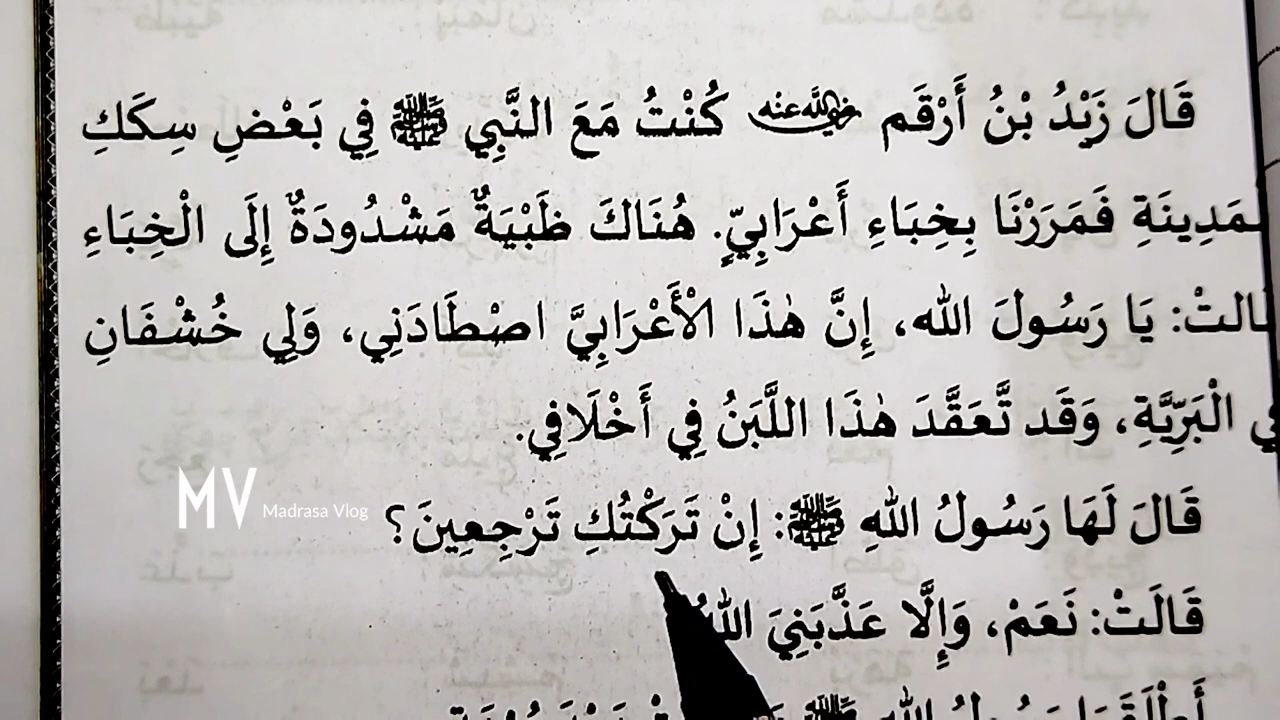 قَالَ زَيْدُ بْنُ أَرْقَم رضي الله عنه كُنْتُ مَعَ النَّبِي ﷺ فِي بَعْضِ سِكَكِ
لمَدِينَةِ فَمَرَرْنَا بِخِبَاءِ أَعْرَابِيٍّ. هُنَاكَ ظَبْيَةٌ مَشْدُودَةٌ إِلَى الْخِبَاءِ
الَتْ: يَا رَسُولَ الله، إِنَّ هٰذَا الْأَعْرَابِيَّ اصْطَادَنِي، وَلِي خُشْفَانِ
الْبَرِّيَّةِ، وَقَد تَّعَقَّدَ هٰذَا اللَّبَنُ فِي أَخْلَافِي.
قَالَ لَهَا رَسُولُ اللهِ ﷺ: إِنْ تَرَكْتُكِ تَرْجِعِينَ؟
MV Madrasa Vlog
قَالَتْ: نَعَمْ، وَإِلَّا عَذَّبَنِيَ اللهُ